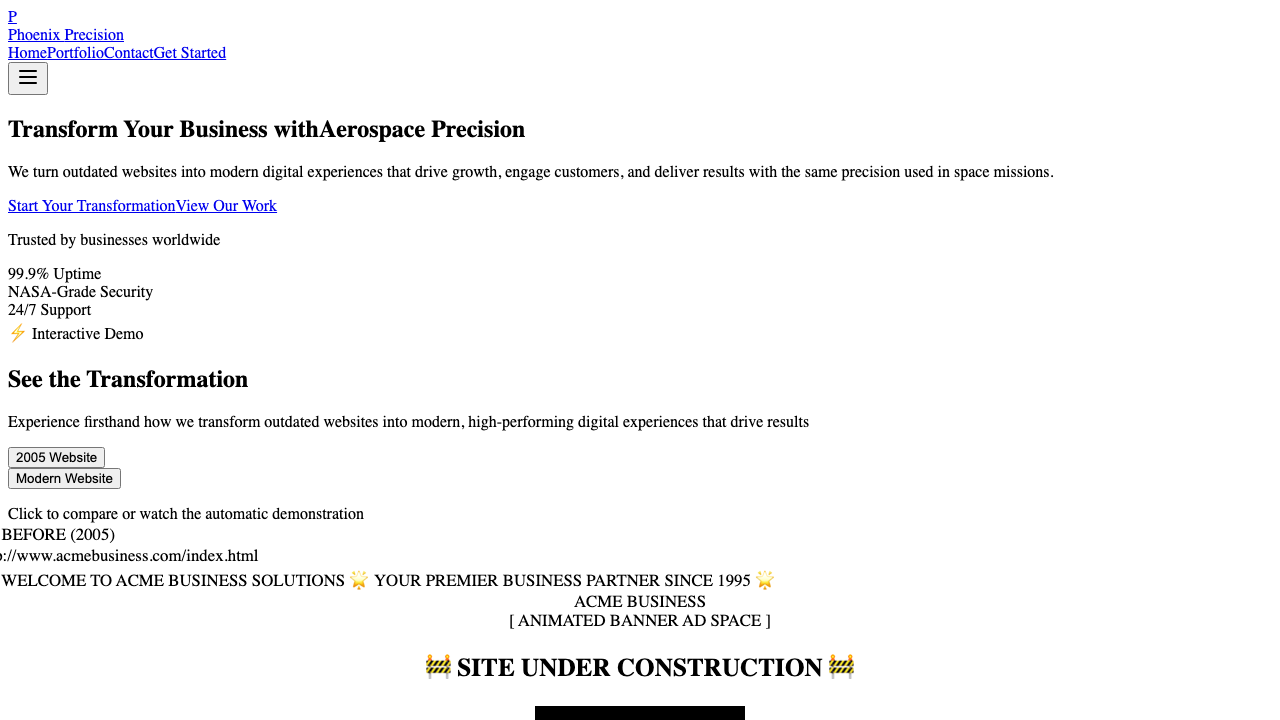 P
Phoenix Precision
HomePortfolioContactGet Started
Transform Your Business withAerospace Precision
We turn outdated websites into modern digital experiences that drive growth, engage customers, and deliver results with the same precision used in space missions.
Start Your TransformationView Our Work
Trusted by businesses worldwide
99.9% Uptime
NASA-Grade Security
24/7 Support
⚡ Interactive Demo
See the Transformation
Experience firsthand how we transform outdated websites into modern, high-performing digital experiences that drive results
2005 Website
Modern Website
Click to compare or watch the automatic demonstration
BEFORE (2005)
://www.acmebusiness.com/index.html
WELCOME TO ACME BUSINESS SOLUTIONS 🌟 YOUR PREMIER BUSINESS PARTNER SINCE 1995 🌟
ACME BUSINESS
[ ANIMATED BANNER AD SPACE ]
🚧 SITE UNDER CONSTRUCTION 🚧